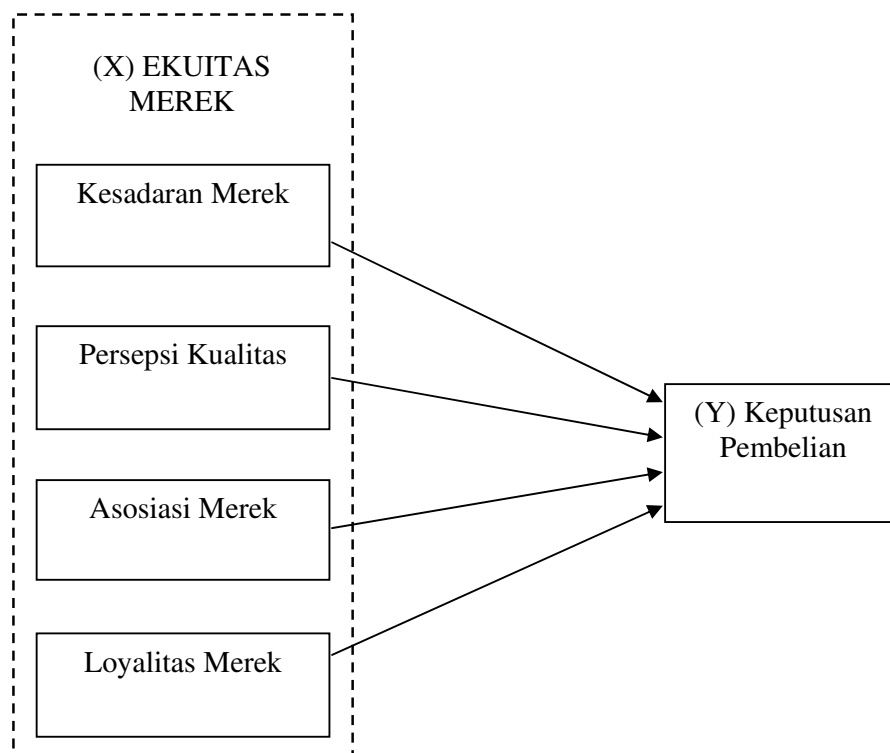 (X) EKUITAS
MEREK
Kesadaran Merek
Persepsi Kualitas
Asosiasi Merek
Loyalitas Merek
(Y) Keputusan
Pembelian